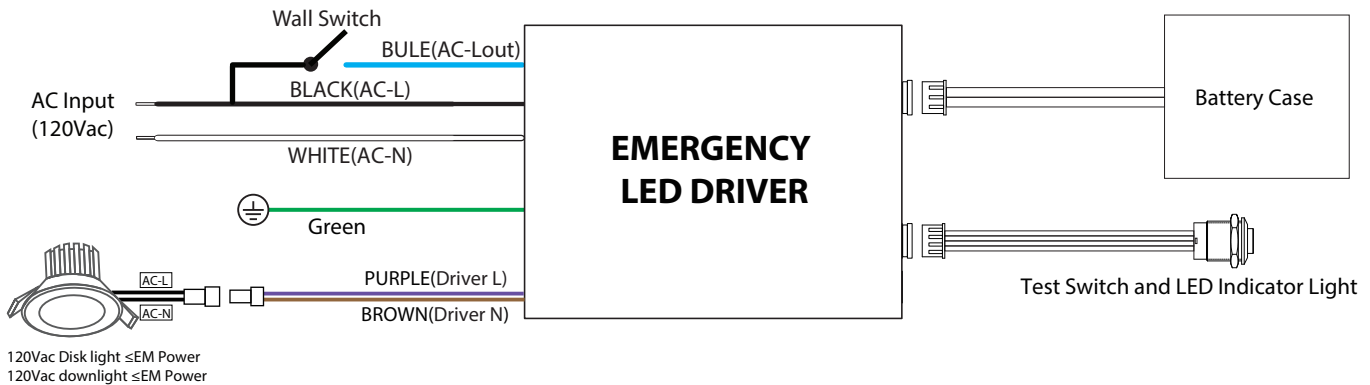 Wall Switch
BULE(AC-Lout)
BLACK(AC-L)
AC Input
(120Vac)
WHITE(AC-N)
Green
AC-L
AC-N
PURPLE(Driver L)
BROWN(Driver N)
120Vac Disk light ≤EM Power
120Vac downlight ≤EM Power
EMERGENCY
LED DRIVER
Battery Case
Test Switch and LED Indicator Light